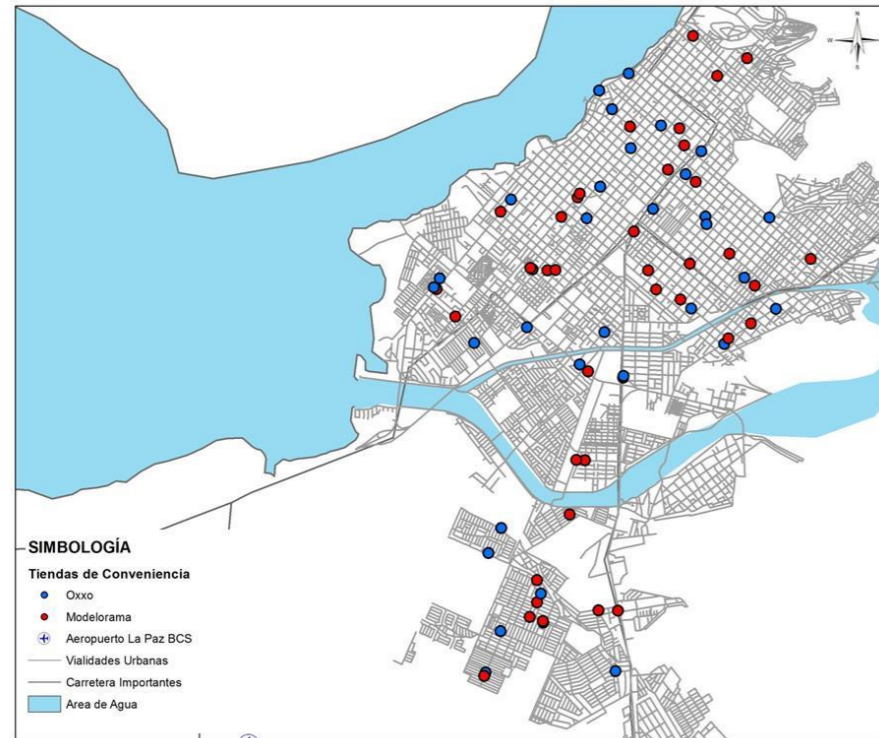 N
W
E
S
SIMBOLOGÍA
Tiendas de Conveniencia
Oxxo
Modelorama
Aeropuerto La Paz BCS
Vialidades Urbanas
Carretera Importantes
Area de Agua